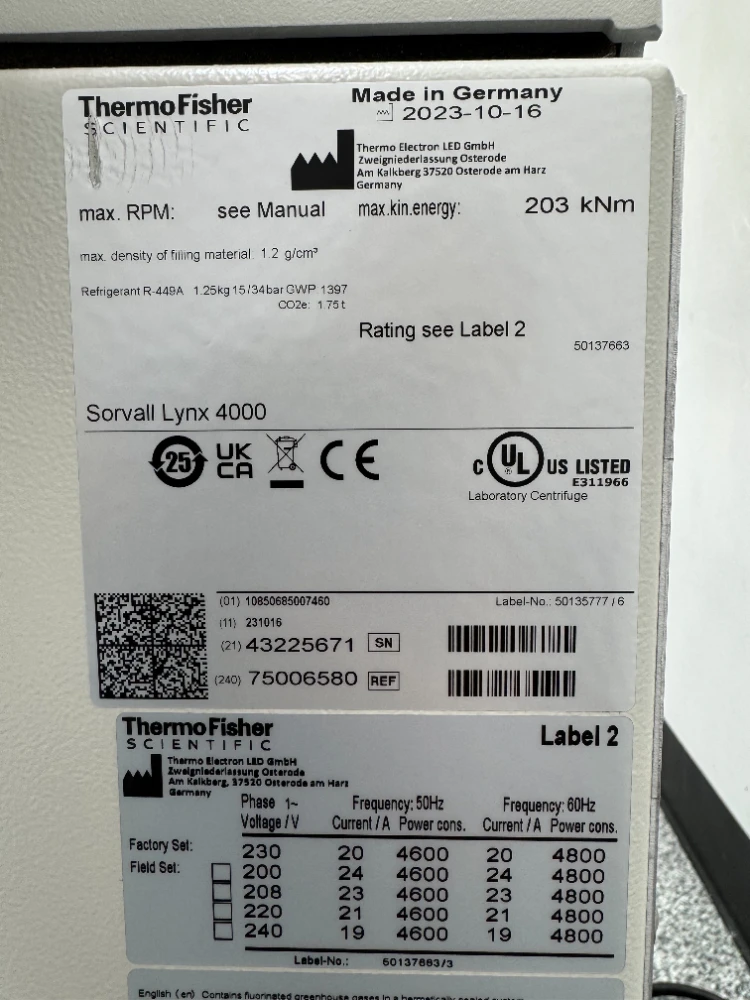 ThermoFisher
SCIENTIFIC
Made in Germany
2023-10-16
Thermo Electron LED GmbH
Zweigniederlassung Osterode
Am Kalkberg 37520 Osterode am Harz
Germany
max. RPM: see Manual max.kin.energy: 203 kNm
max. density of filling material: 1.2 g/cm³
Refrigerant R-449A 1.25kg 15/34bar GWP: 1397
CO2e: 1.75t
Rating see Label 2
50137663
Sorvall Lynx 4000
25 UK CA CE c UL ® US LISTED
E311966
Laboratory Centrifuge
(01) 10850685007460 Label-No.: 50135777 / 6
(11) 231016
(21) 43225671 SN
(240) 75006580 REF
ThermoFisher
SCIENTIFIC
Label 2
Thermo Electron LED GmbH
Zweigniederlassung Osterode
Am Kalkberg, 37520 Osterode am Harz
Germany
Phase 1~ Frequency: 50Hz Frequency: 60Hz
Voltage / V Current / A Power cons. Current / A Power cons.
Factory Set: 230 20 4600 20 4800
Field Set: 200 24 4600 24 4800
208 23 4600 23 4800
220 21 4600 21 4800
240 19 4600 19 4800
Label-No.: 50137663/3
English (en) Contains fluorinated greenhouse gases in a hermetically sealed system